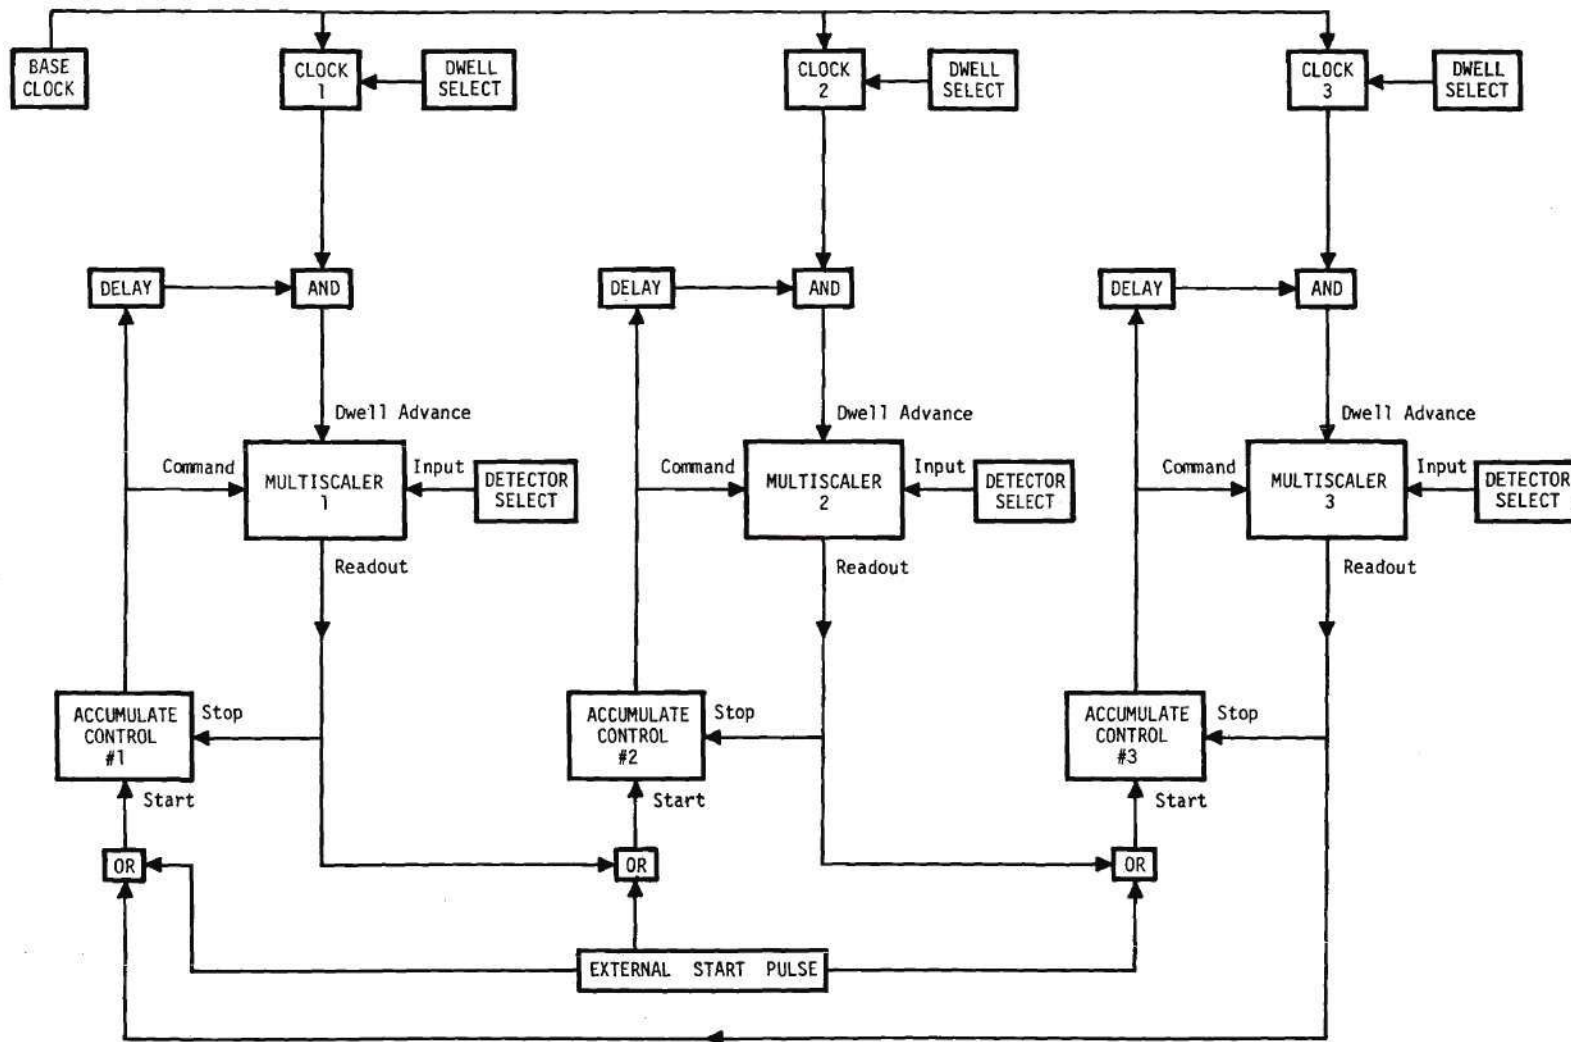 BASE
CLOCK
CLOCK
1
DWELL
SELECT
CLOCK
2
DWELL
SELECT
CLOCK
3
DWELL
SELECT
DELAY
AND
DELAY
AND
DELAY
AND
Dwell Advance
Dwell Advance
Dwell Advance
Command
MULTISCALER
1
Input
DETECTOR
SELECT
Command
MULTISCALER
2
Input
DETECTOR
SELECT
Command
MULTISCALER
3
Input
DETECTOR
SELECT
Readout
Readout
Readout
ACCUMULATE
CONTROL
#1
Stop
ACCUMULATE
CONTROL
#2
Stop
ACCUMULATE
CONTROL
#3
Stop
Start
Start
Start
OR
OR
OR
EXTERNAL START PULSE